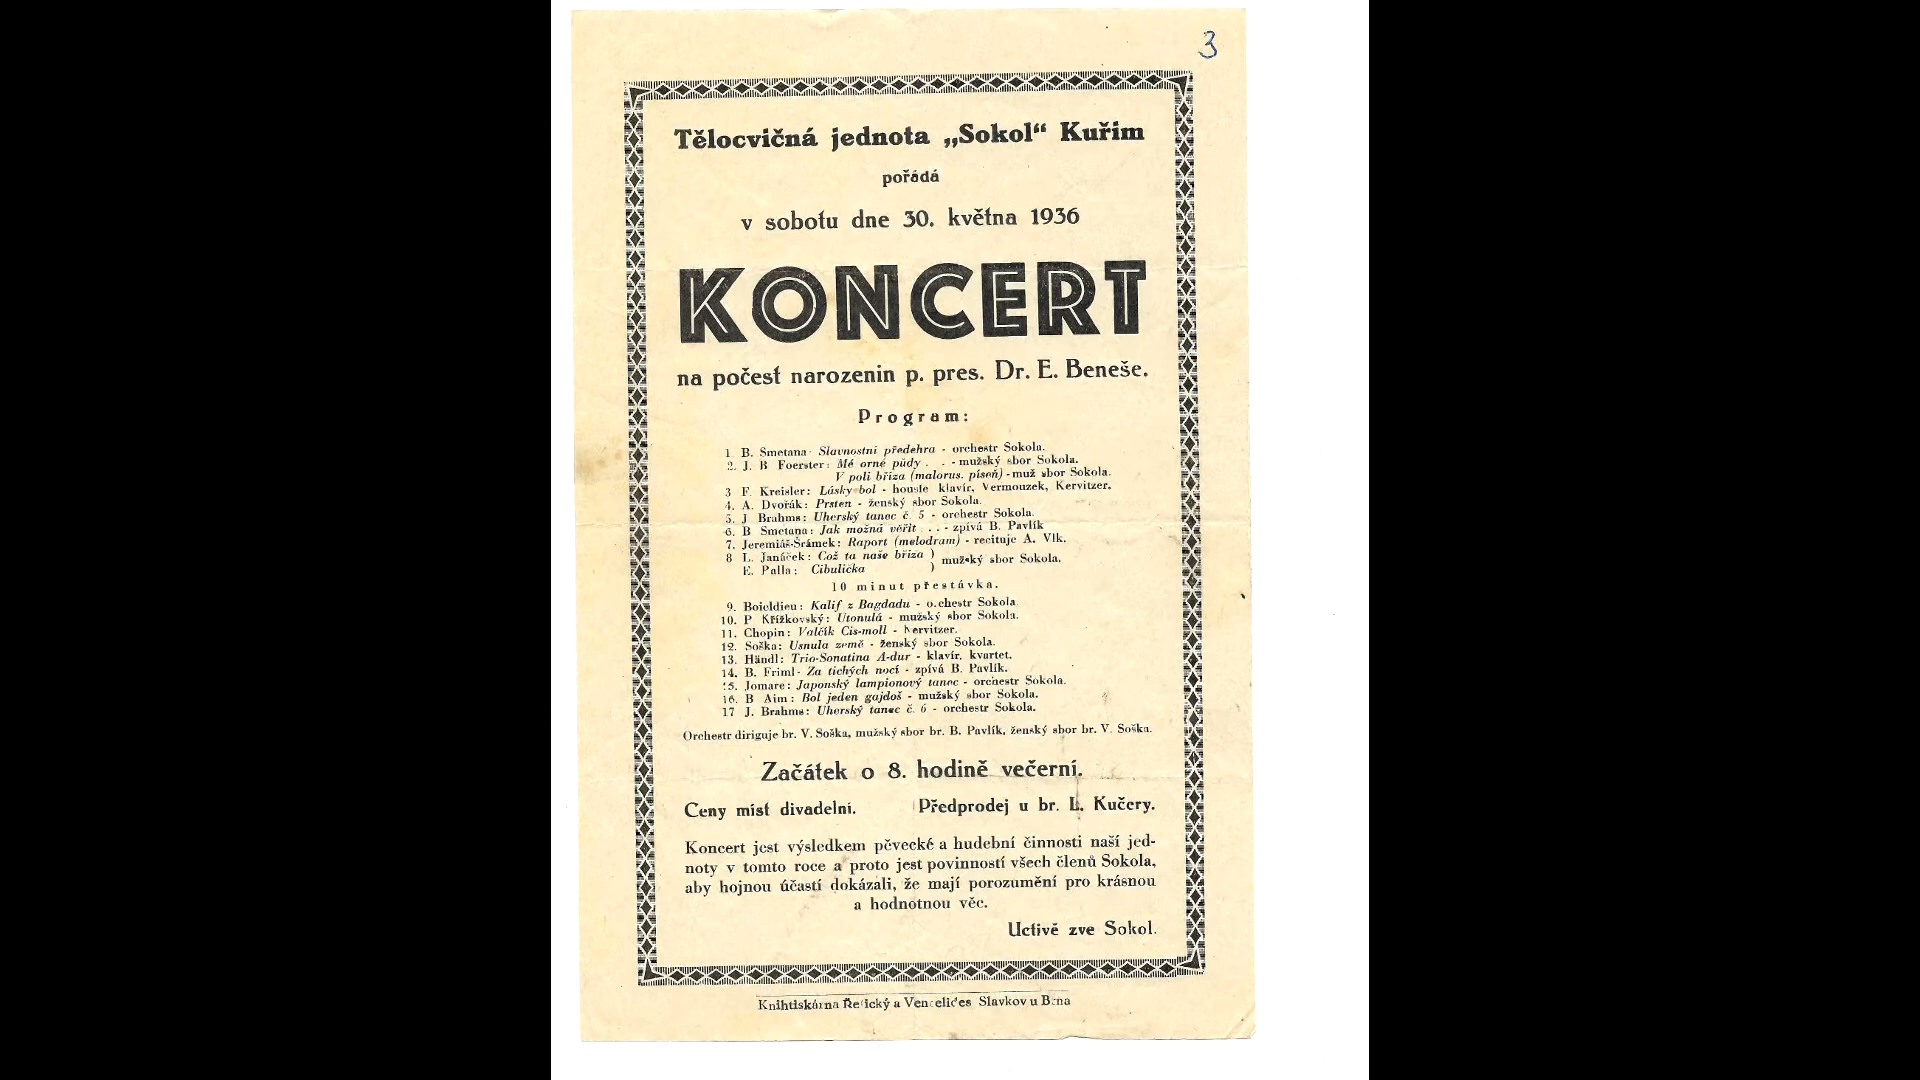 3
Tělocvičná jednota „Sokol“ Kuřim
pořádá
v sobotu dne 30. května 1936
KONCERT
na počest narozenin p. pres. Dr. E. Beneše.
Program:
1 B. Smetana- Slavnostní předehra - orchestr Sokola.
2. J. B Foerster: Mé orné půdy . . - mužský sbor Sokola.
V poli bříza (malorus. píseň) - muž sbor Sokola.
3 F. Kreisler: Lásky bol - housle klavír, Vermouzek, Kervitzer.
4. A. Dvořák: Prsten - ženský sbor Sokola.
5. J Brahms: Uherský tanec č. 5 - orchestr Sokola.
6. B Smetana: Jak možná věřit . . - zpívá B. Pavlík
7. Jeremiáš-Šrámek: Raport (melodram) - recituje A. Vlk.
8 L. Janáček: Což ta naše bříza ) mužský sbor Sokola.
E. Palla: Cibulička )
10 minut přestávka.
9. Boieldieu: Kalif z Bagdadu - o.chestr Sokola
10. P Křížkovský: Utonulá - mužský sbor Sokola.
11. Chopin: Valčík Cis-moll - Kervitzer.
12. Soška: Usnula země - ženský sbor Sokola.
13. Händl: Trio-Sonatina A-dur - klavír. kvartet.
14. B. Friml- Za tichých nocí - zpívá B. Pavlík.
15. Jomare: Japonský lampionový tanec - orchestr Sokola.
16. B Aim: Bol jeden gajdoš - mužský sbor Sokola.
17 J. Brahms: Uherský tanec č. 6 - orchestr Sokola.
Orchestr diriguje br. V. Soška, mužský sbor br. B. Pavlík, ženský sbor br. V. Soška.
Začátek o 8. hodině večerní.
Ceny míst divadelní. Předprodej u br. L. Kučery.
Koncert jest výsledkem pěvecké a hudební činnosti naší jed-
noty v tomto roce a proto jest povinností všech členů Sokola,
aby hojnou účastí dokázali, že mají porozumění pro krásnou
a hodnotnou věc.
Uctivě zve Sokol.
Knihtiskárna a Slavkov u Brna